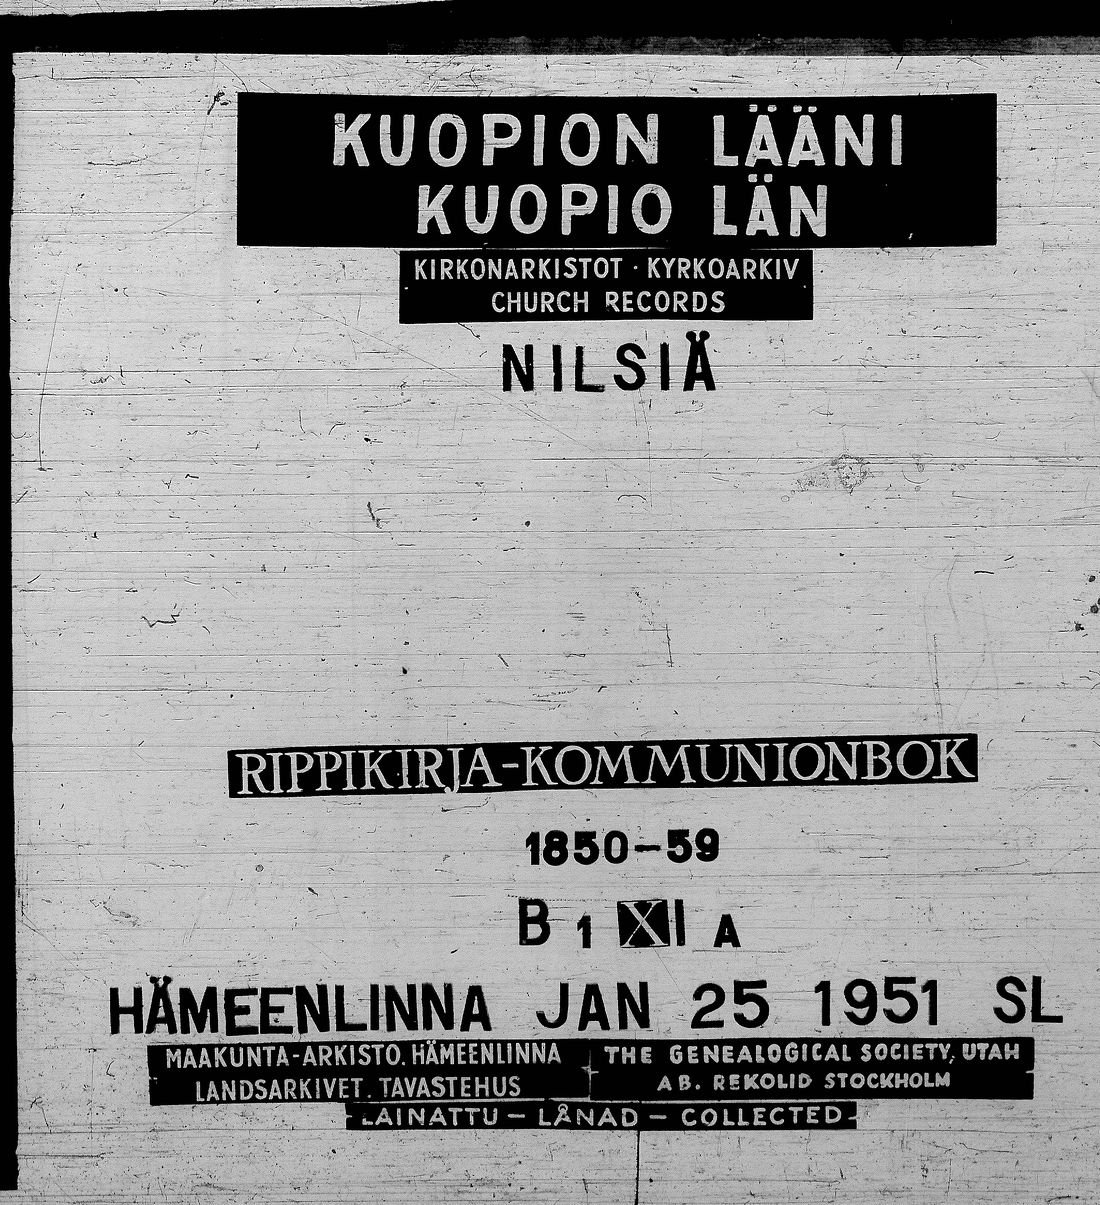 KUOPION LÄÄNI
KUOPIO LÄN
KIRKONARKISTOT · KYRKOARKIV
CHURCH RECORDS
NILSIÄ
RIPPIKIRJA-KOMMUNIONBOK
1850-59
B 1 XI A
HÄMEENLINNA JAN 25 1951 SL
MAAKUNTA-ARKISTO. HÄMEENLINNA
LANDSARKIVET. TAVASTEHUS
THE GENEALOGICAL SOCIETY, UTAH
AB. REKOLID STOCKHOLM
LAINATTU — LÅNAD — COLLECTED